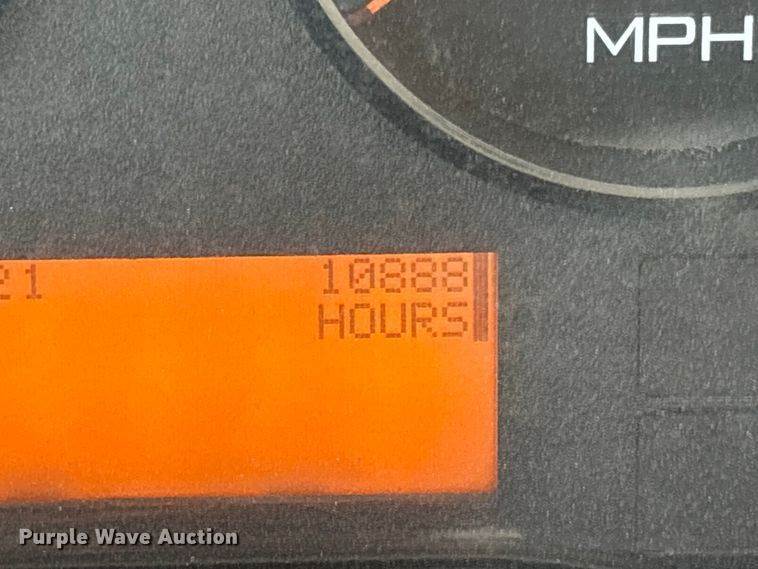 MPH
21 10888
HOURS
Purple Wave Auction